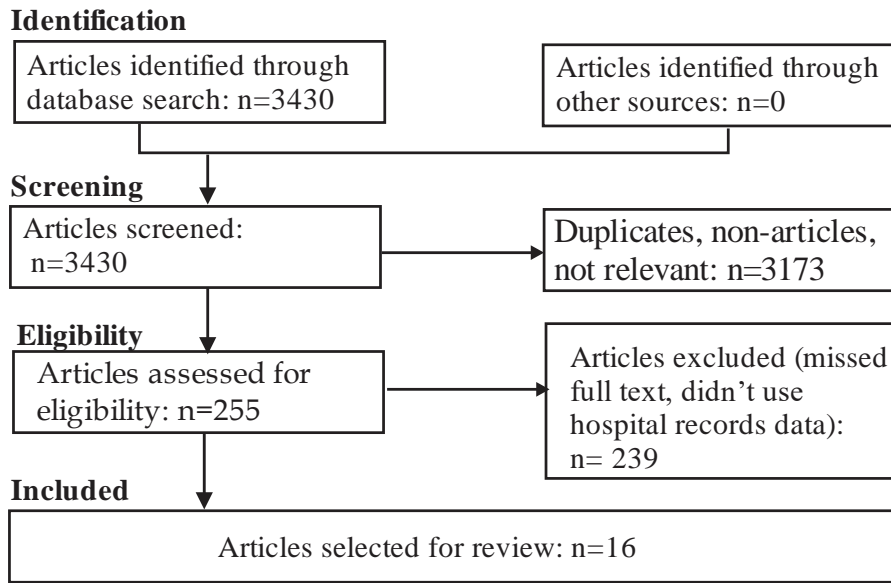 Identification
Articles identified through
database search: n=3430
Articles identified through
other sources: n=0
Screening
Articles screened:
n=3430
Duplicates, non-articles,
not relevant: n=3173
Eligibility
Articles assessed for
eligibility: n=255
Articles excluded (missed
full text, didn’t use
hospital records data):
n= 239
Included
Articles selected for review: n=16